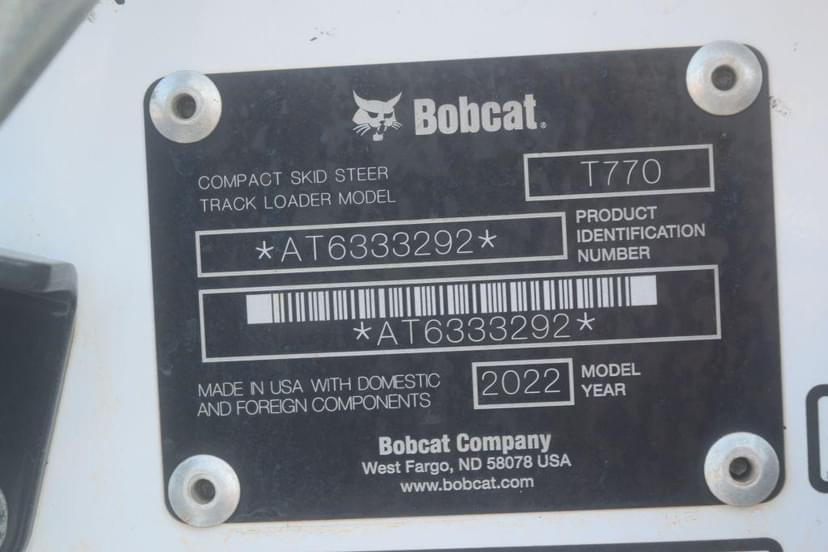 Bobcat.
COMPACT SKID STEER
TRACK LOADER MODEL
T770
*AT6333292*
PRODUCT
IDENTIFICATION
NUMBER
*AT6333292*
MADE IN USA WITH DOMESTIC
AND FOREIGN COMPONENTS
2022
MODEL
YEAR
Bobcat Company
West Fargo, ND 58078 USA
www.bobcat.com